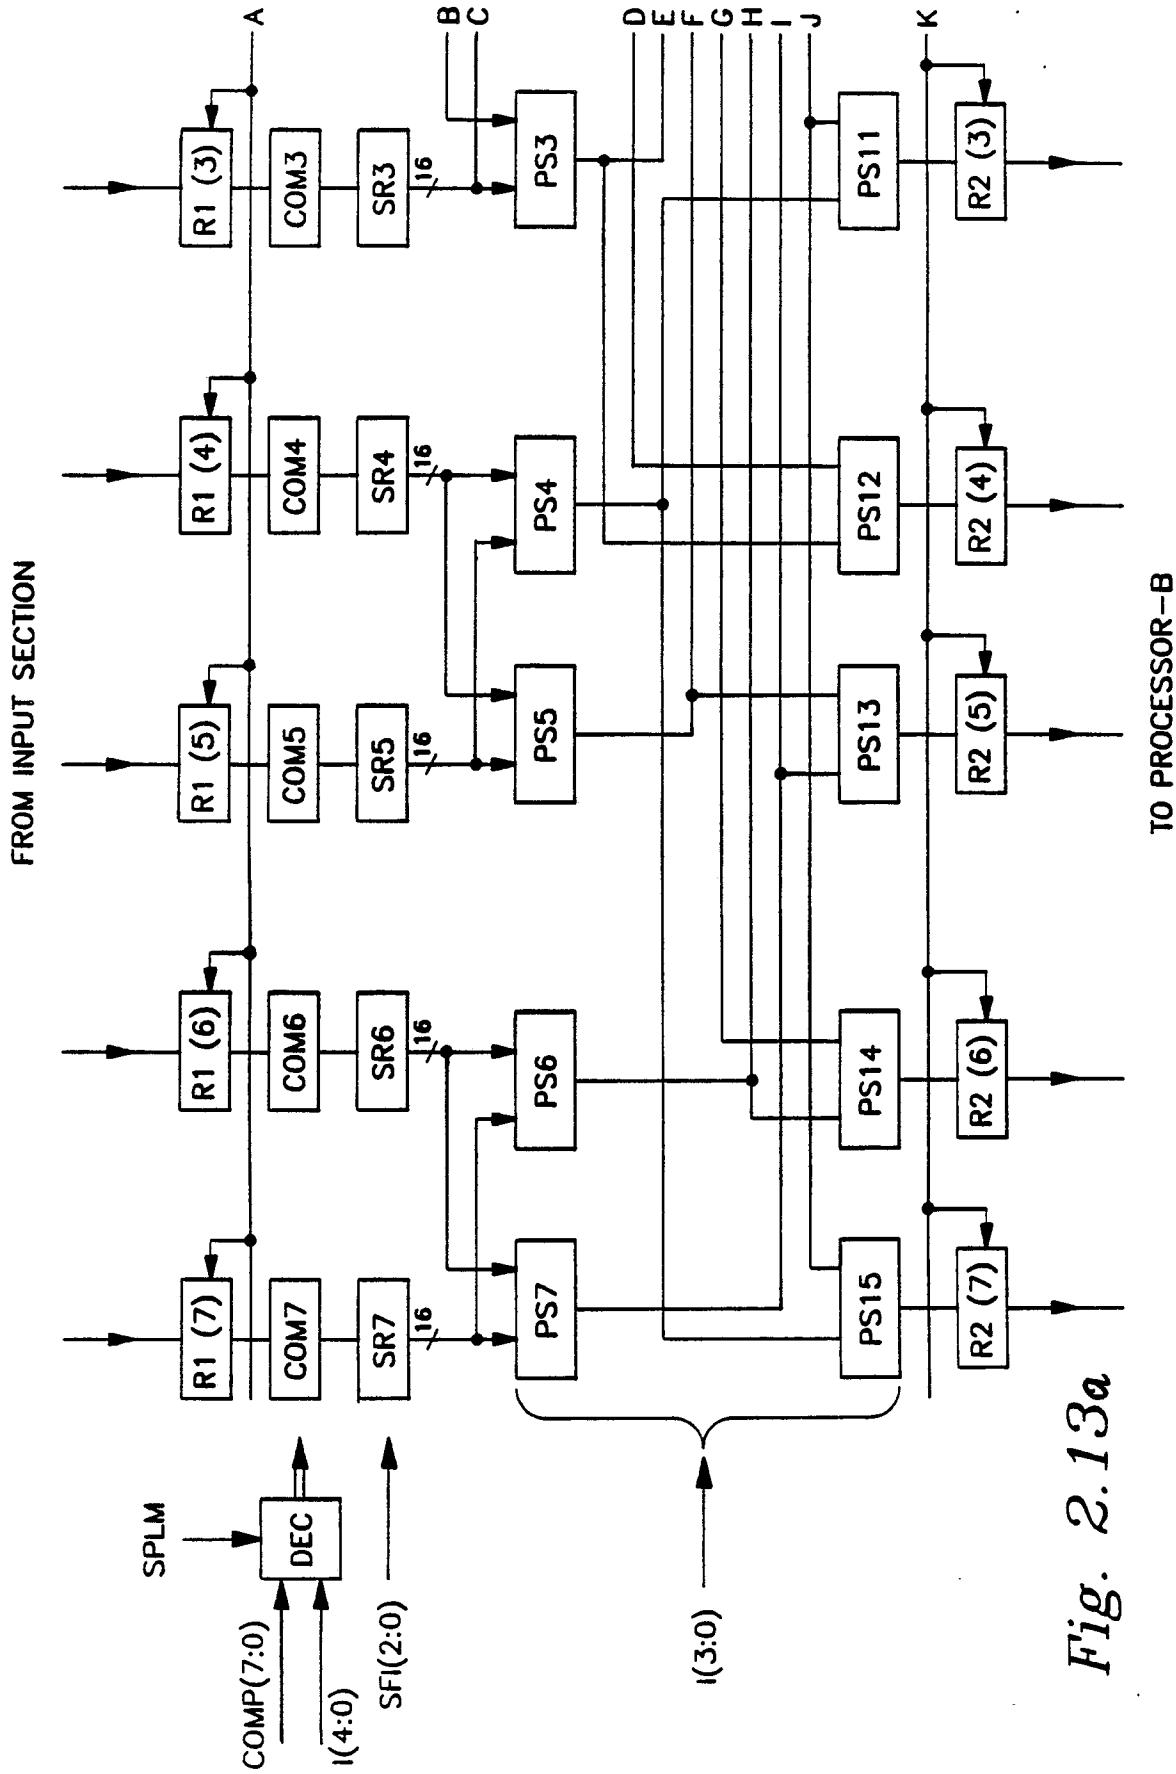 FROM INPUT SECTION
SPLM
COMP(7:0)
I(4:0)
DEC
SFI(2:0)
I(3:0)
R1 (7)
R1 (6)
R1 (5)
R1 (4)
R1 (3)
A
COM7
COM6
COM5
COM4
COM3
SR7
SR6
SR5
SR4
SR3
16
16
16
16
16
B
C
PS7
PS6
PS5
PS4
PS3
D
E
F
G
H
I
J
PS15
PS14
PS13
PS12
PS11
K
R2 (7)
R2 (6)
R2 (5)
R2 (4)
R2 (3)
TO PROCESSOR-B
Fig. 2.13a